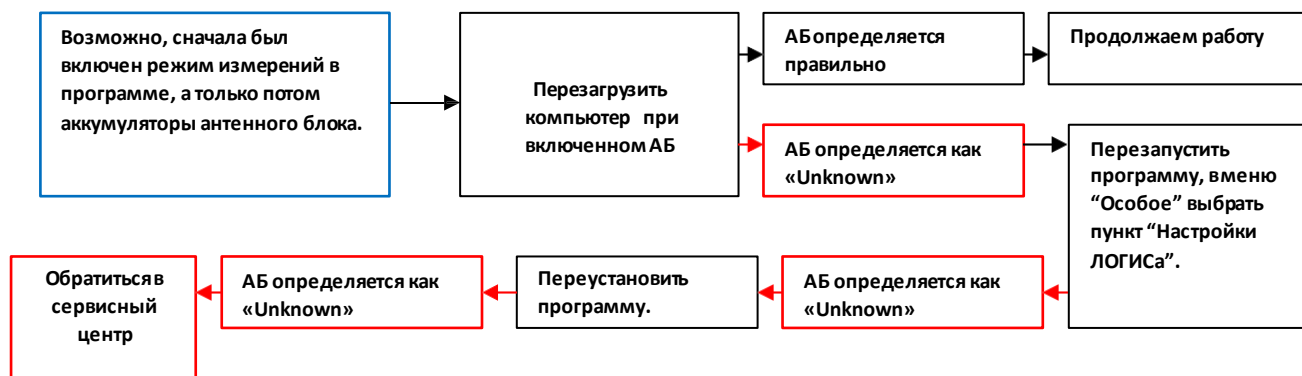 Возможно, сначала был
включен режим измерений в
программе, а только потом
аккумуляторы антенного блока.
Перезагрузить
компьютер при
включенном АБ
АБ определяется
правильно
Продолжаем работу
АБ определяется как
«Unknown»
Перезапустить
программу, в меню
“Особое” выбрать
пункт “Настройки
ЛОГИСа”.
АБ определяется как
«Unknown»
Переустановить
программу.
АБ определяется как
«Unknown»
Обратиться в
сервисный
центр